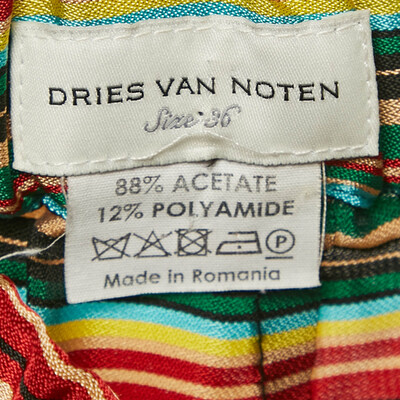 DRIES VAN NOTEN
Size 36
88% ACETATE
12% POLYAMIDE
P
Made in Romania